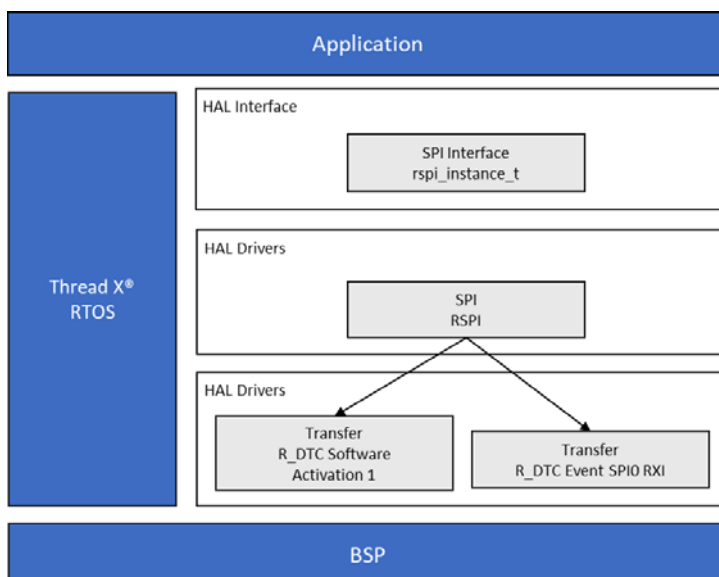 Application
Thread X®
RTOS
HAL Interface
SPI Interface
rspi_instance_t
HAL Drivers
SPI
RSPI
HAL Drivers
Transfer
R_DTC Software
Activation 1
Transfer
R_DTC Event SPI0 RXI
BSP